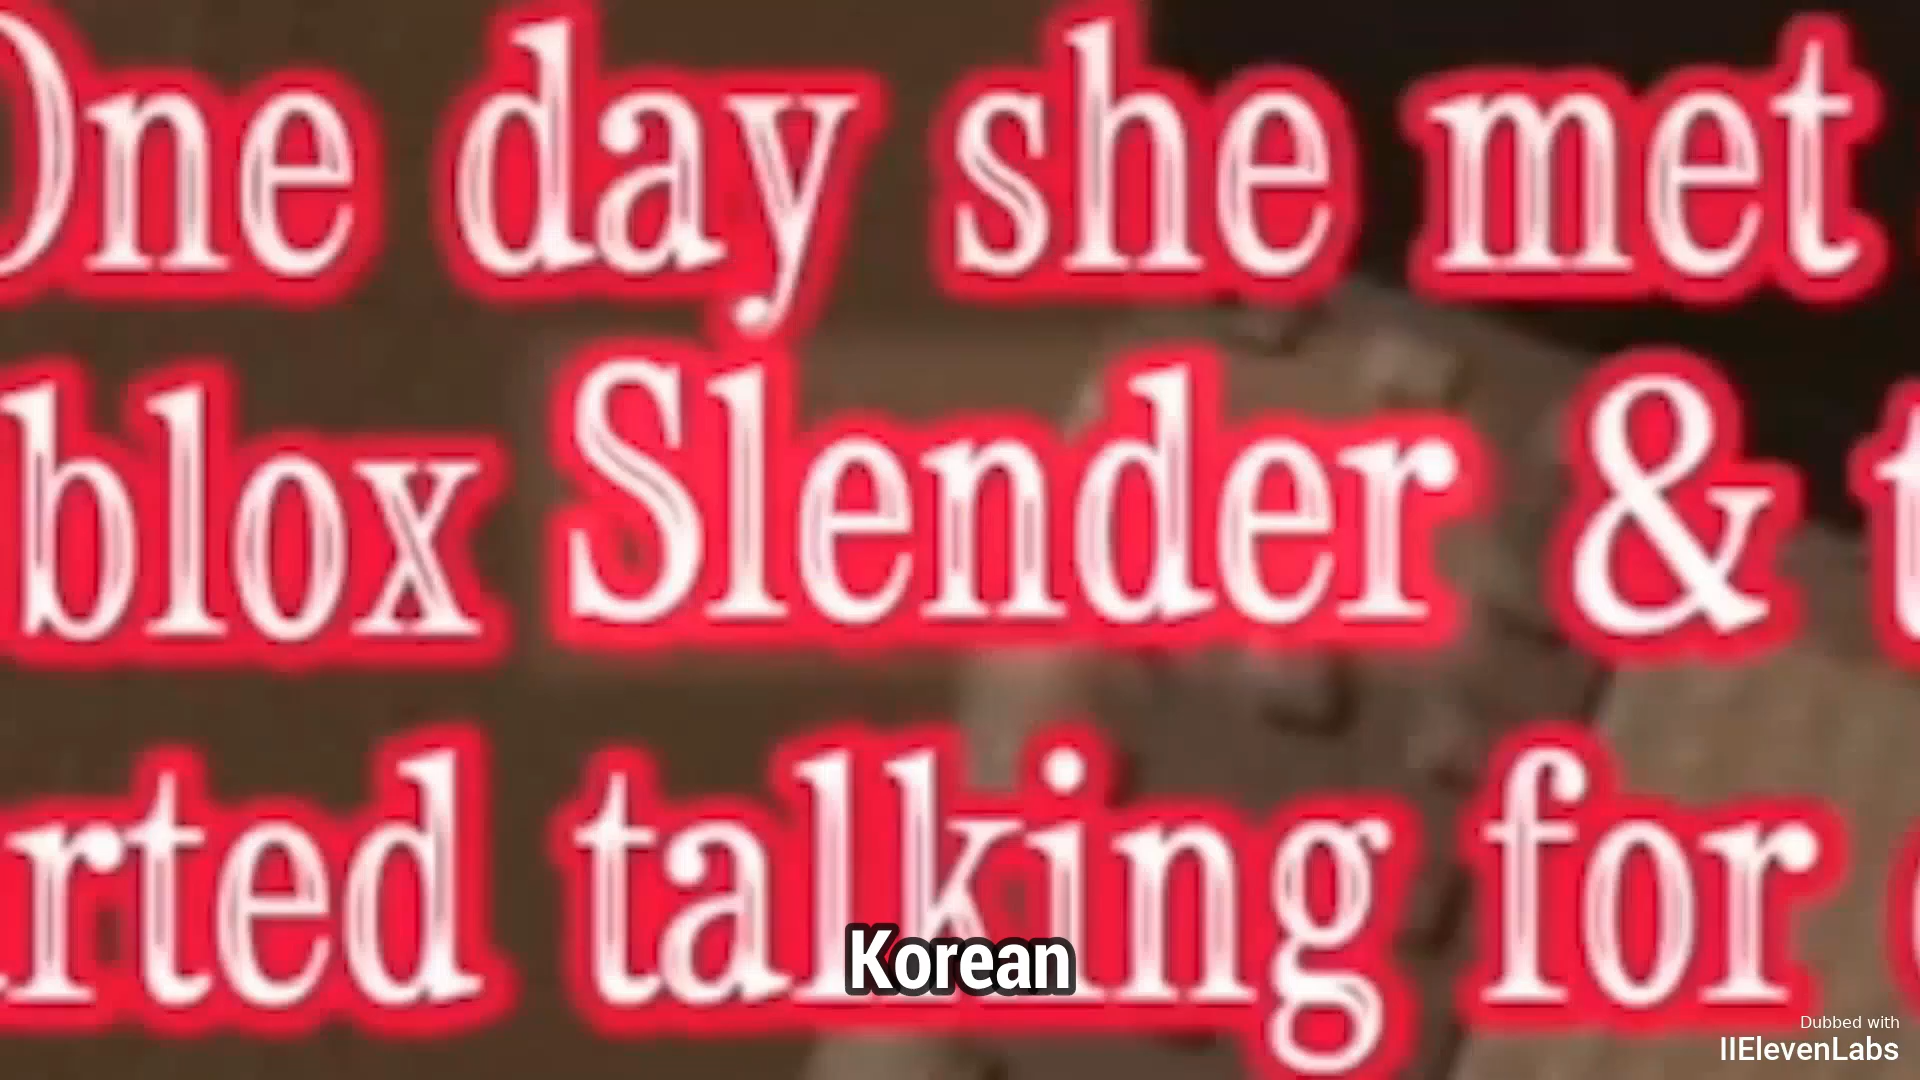 One day she met
blox Slender &
rted talking for
Korean
Dubbed with
IIElevenLabs